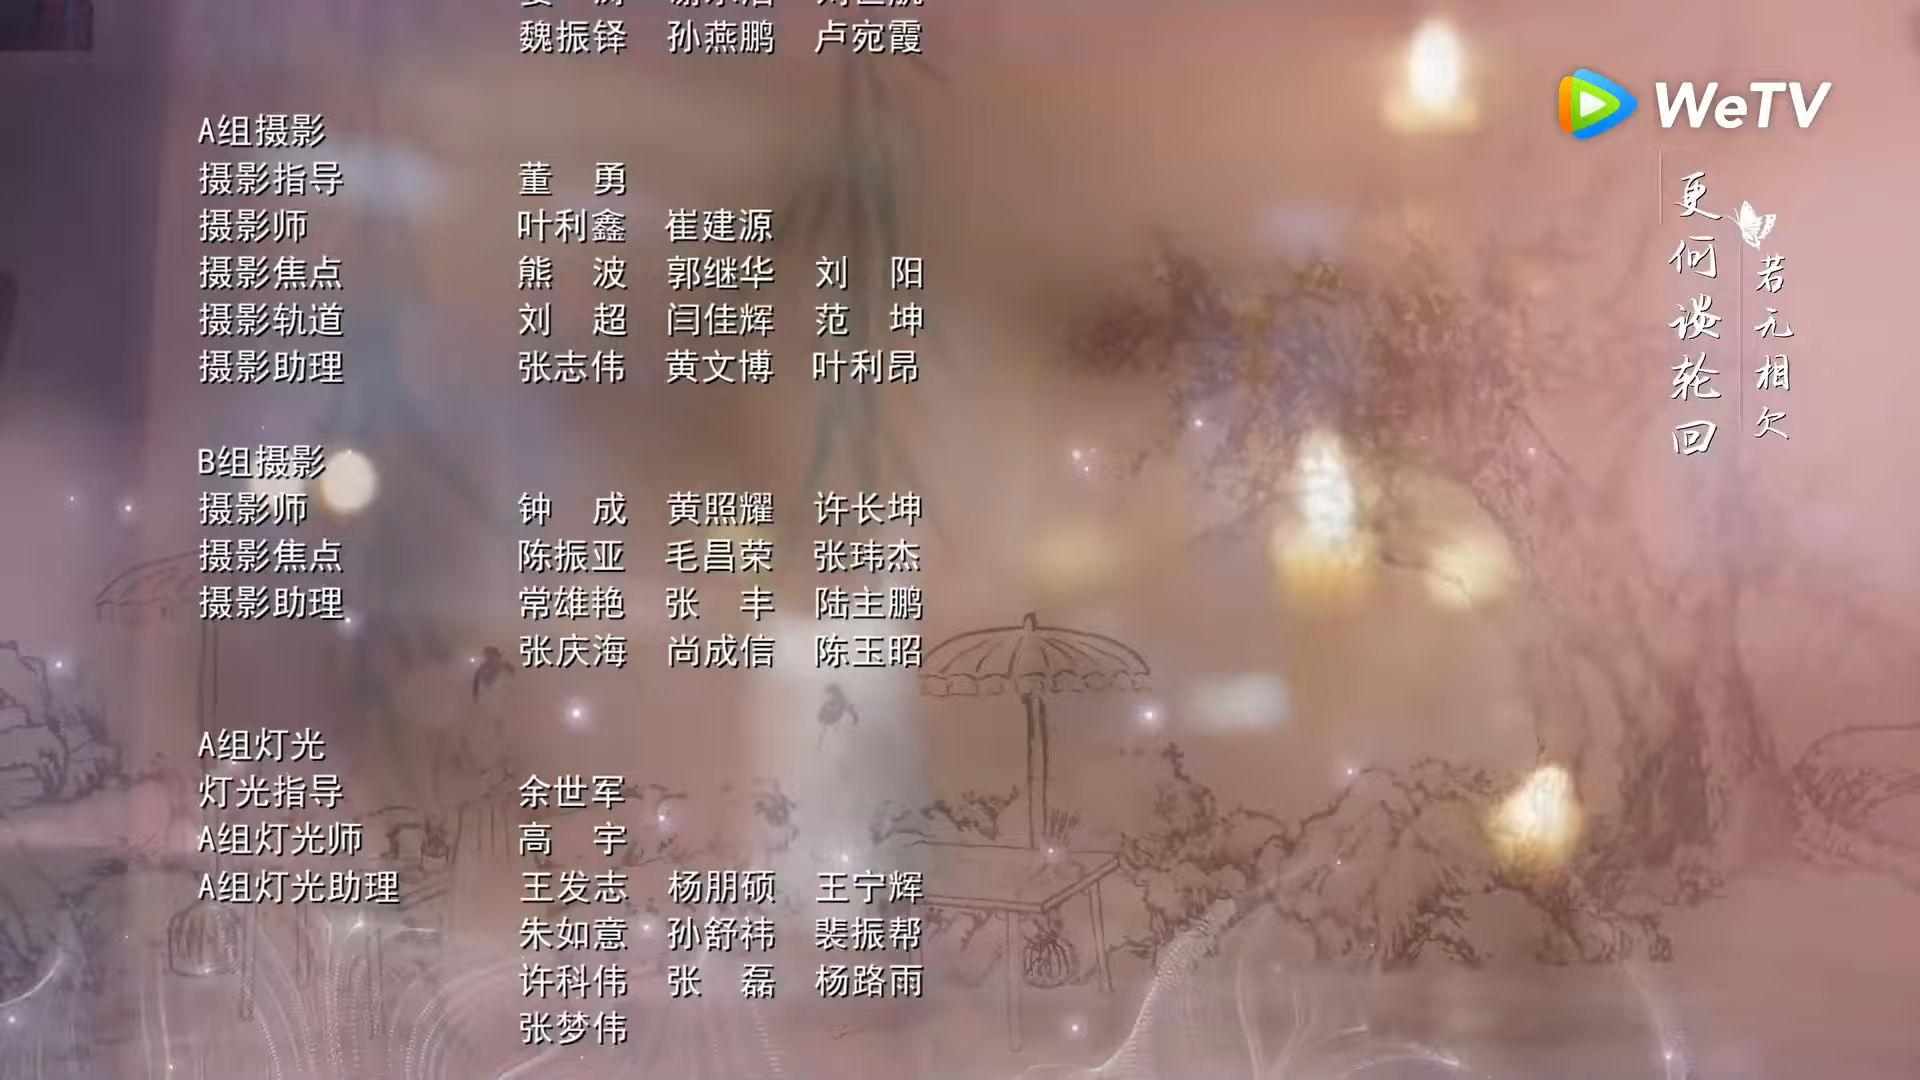 魏振铎 孙燕鹏 卢宛霞
A组摄影
摄影指导 董 勇
摄影师 叶利鑫 崔建源
摄影焦点 熊 波 郭继华 刘 阳
摄影轨道 刘 超 闫佳辉 范 坤
摄影助理 张志伟 黄文博 叶利昂
B组摄影
摄影师 钟 成 黄照耀 许长坤
摄影焦点 陈振亚 毛昌荣 张玮杰
摄影助理 常雄艳 张 丰 陆主鹏
张庆海 尚成信 陈玉昭
A组灯光
灯光指导 余世军
A组灯光师 高 宇
A组灯光助理 王发志 杨朋硕 王宁辉
朱如意 孙舒祎 裴振帮
许科伟 张 磊 杨路雨
张梦伟
WeTV
若无相欠
更何谈轮回